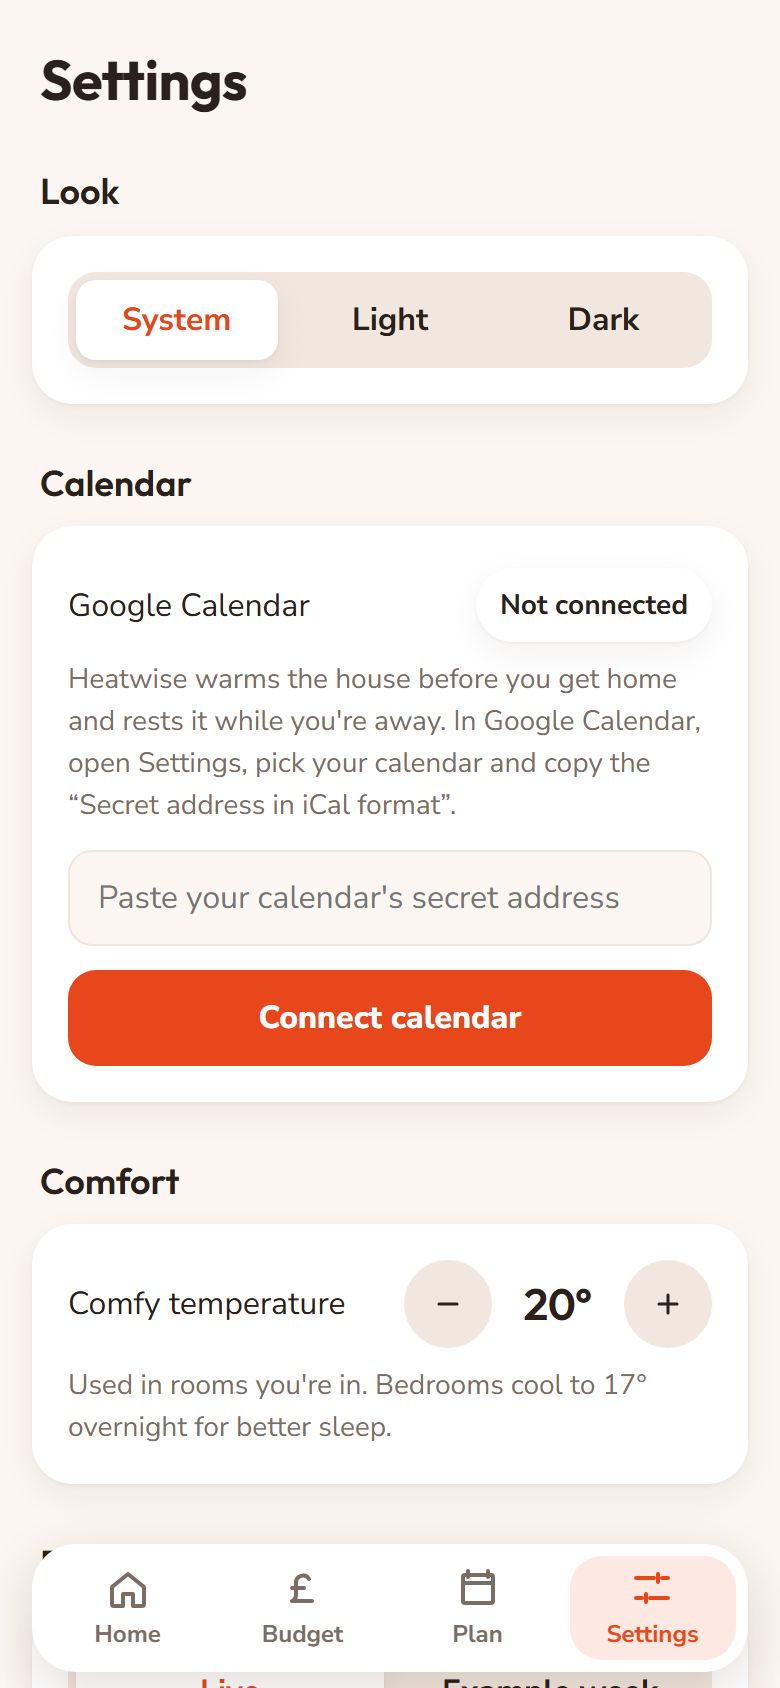 Settings
Look
System
Light
Dark
Calendar
Google Calendar
Not connected
Heatwise warms the house before you get home
and rests it while you're away. In Google Calendar,
open Settings, pick your calendar and copy the
“Secret address in iCal format”.
Paste your calendar's secret address
Connect calendar
Comfort
Comfy temperature
−
20°
+
Used in rooms you're in. Bedrooms cool to 17°
overnight for better sleep.
Home
£
Budget
Plan
Settings
Live
Example week